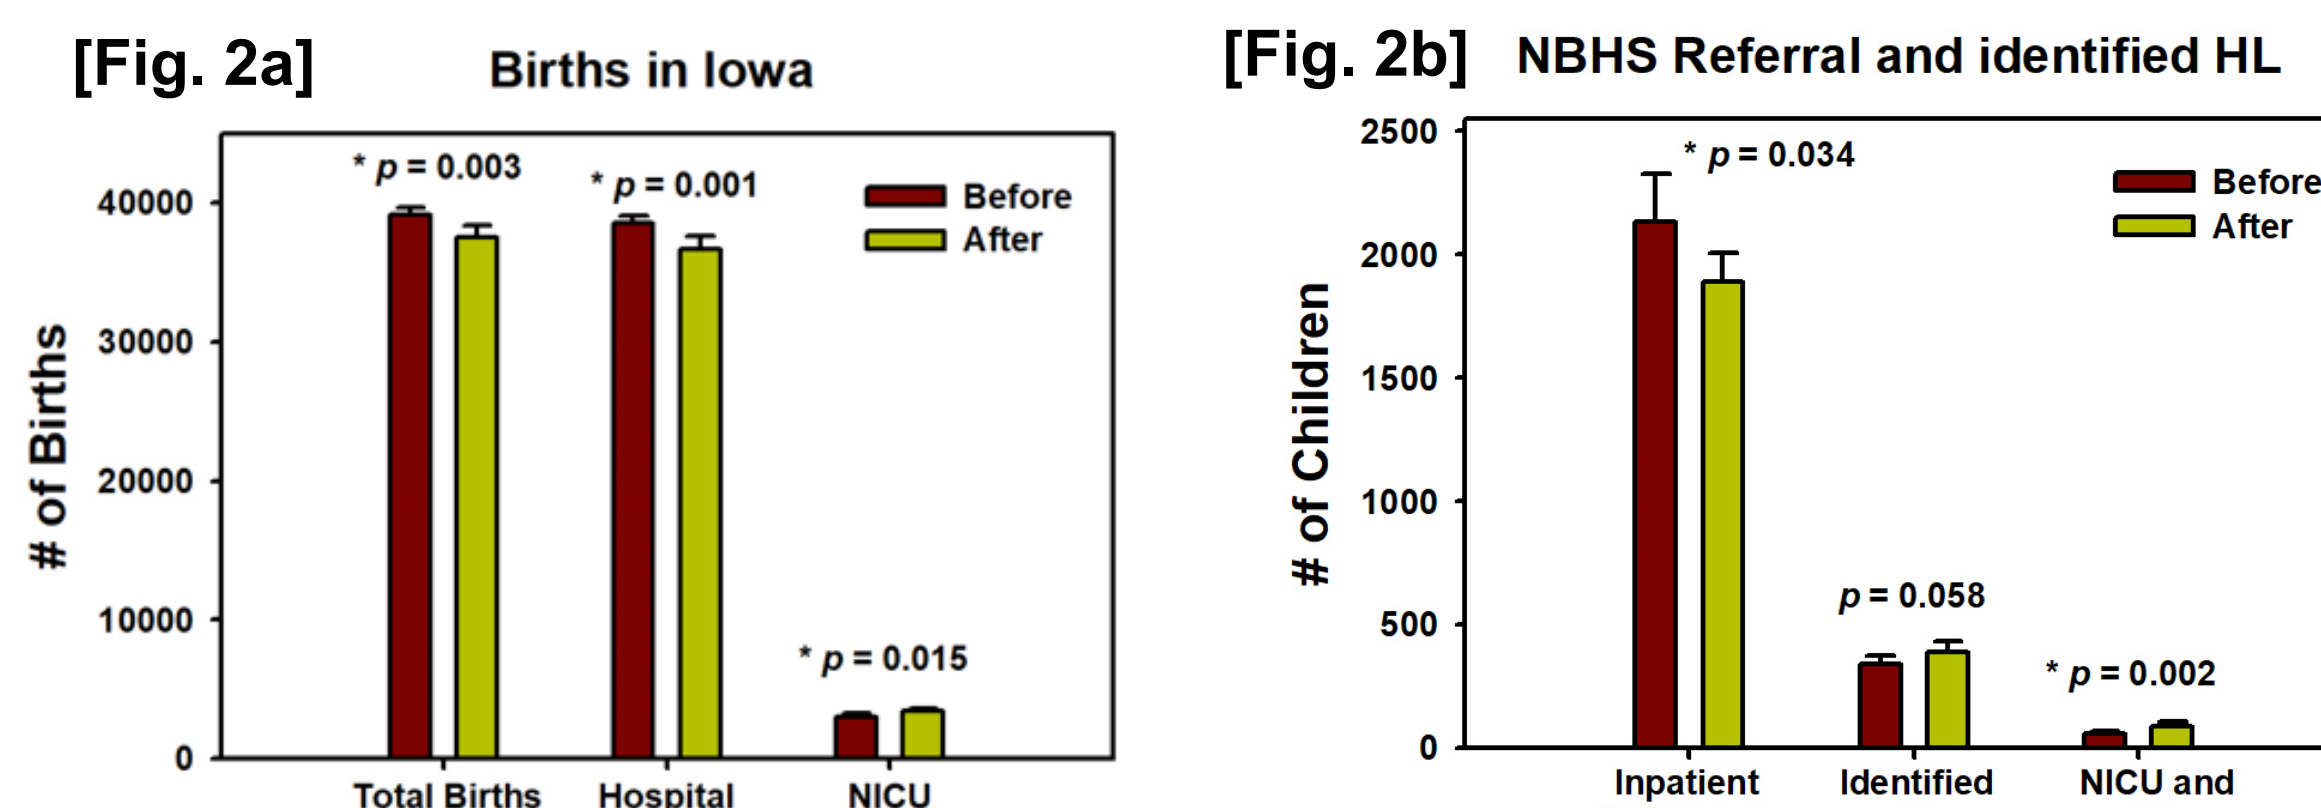 [Fig. 2a]
Births in Iowa
* p = 0.003
* p = 0.001
Before
After
40000
30000
20000
10000
0
# of Births
* p = 0.015
Total Births
Hospital
NICU
[Fig. 2b]
NBHS Referral and identified HL
* p = 0.034
Before
After
2500
2000
1500
1000
500
0
# of Children
p = 0.058
* p = 0.002
Inpatient
Identified
NICU and